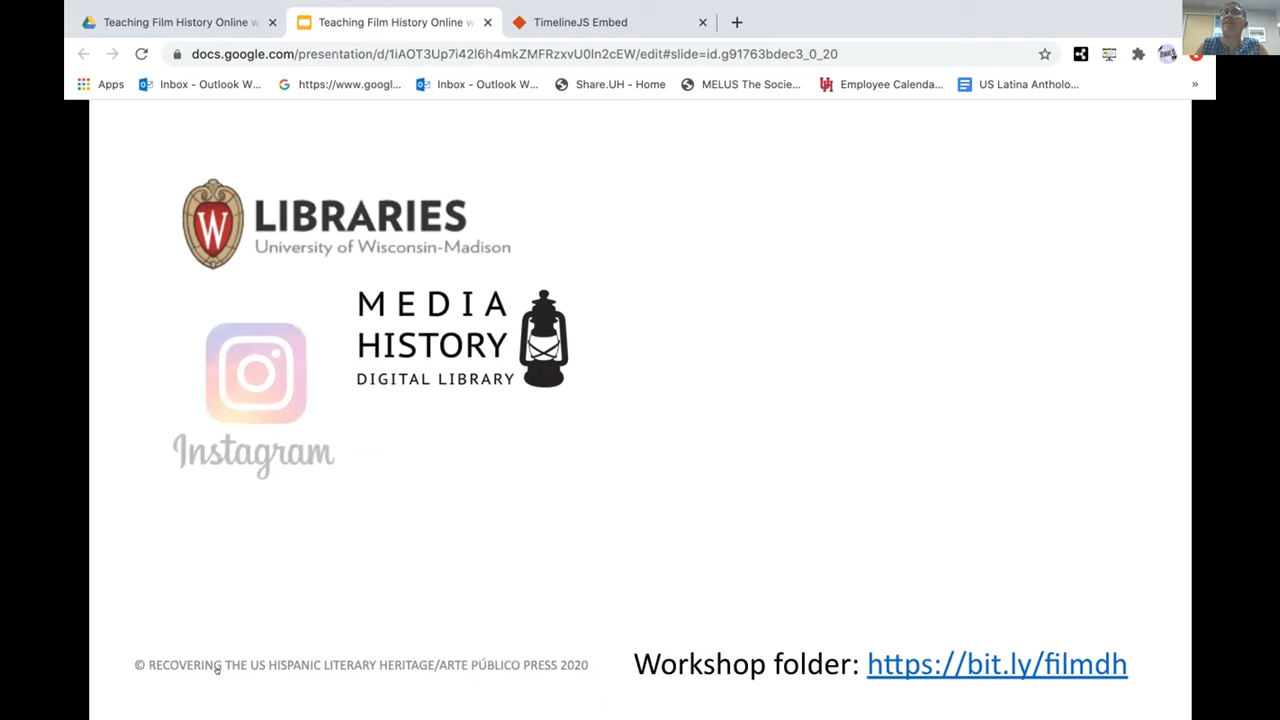 Teaching Film History Online w
Teaching Film History Online w
TimelineJS Embed
docs.google.com/presentation/d/1iAOT3Up7i42l6h4mkZMFRzxvU0ln2cEW/edit#slide=id.g91763bdec3_0_20
Apps
Inbox - Outlook W...
https://www.googl...
Inbox - Outlook W...
Share.UH - Home
MELUS The Socie...
Employee Calenda...
US Latina Antholo...
»
W LIBRARIES
University of Wisconsin-Madison
MEDIA
HISTORY
DIGITAL LIBRARY
Instagram
© RECOVERING THE US HISPANIC LITERARY HERITAGE/ARTE PÚBLICO PRESS 2020
Workshop folder: https://bit.ly/filmdh